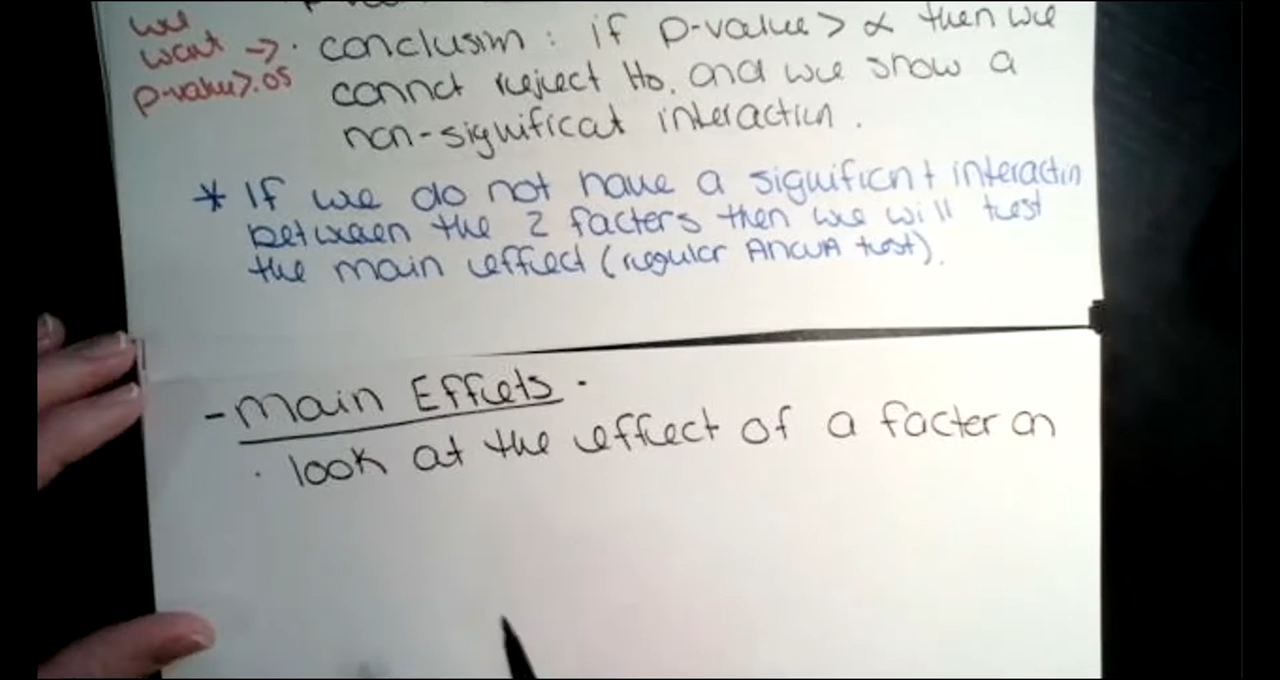 we
want → · conclusion : if p-value > α then we
p-value > .05 cannot reject Ho. and we show a
non-significat interaction .
* If we do not have a significnt interactin
between the 2 facters then we will test
the main effect (regular ANOVA test).
- Main Effects .
· look at the effect of a facter on